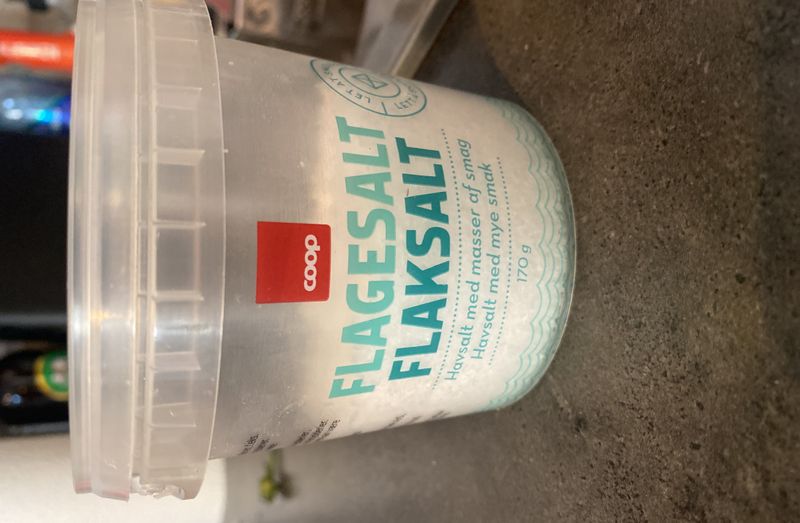 coop
FLAGESALT
FLAKSALT
Havsalt med masser af smag
Havsalt med mye smak
170 g